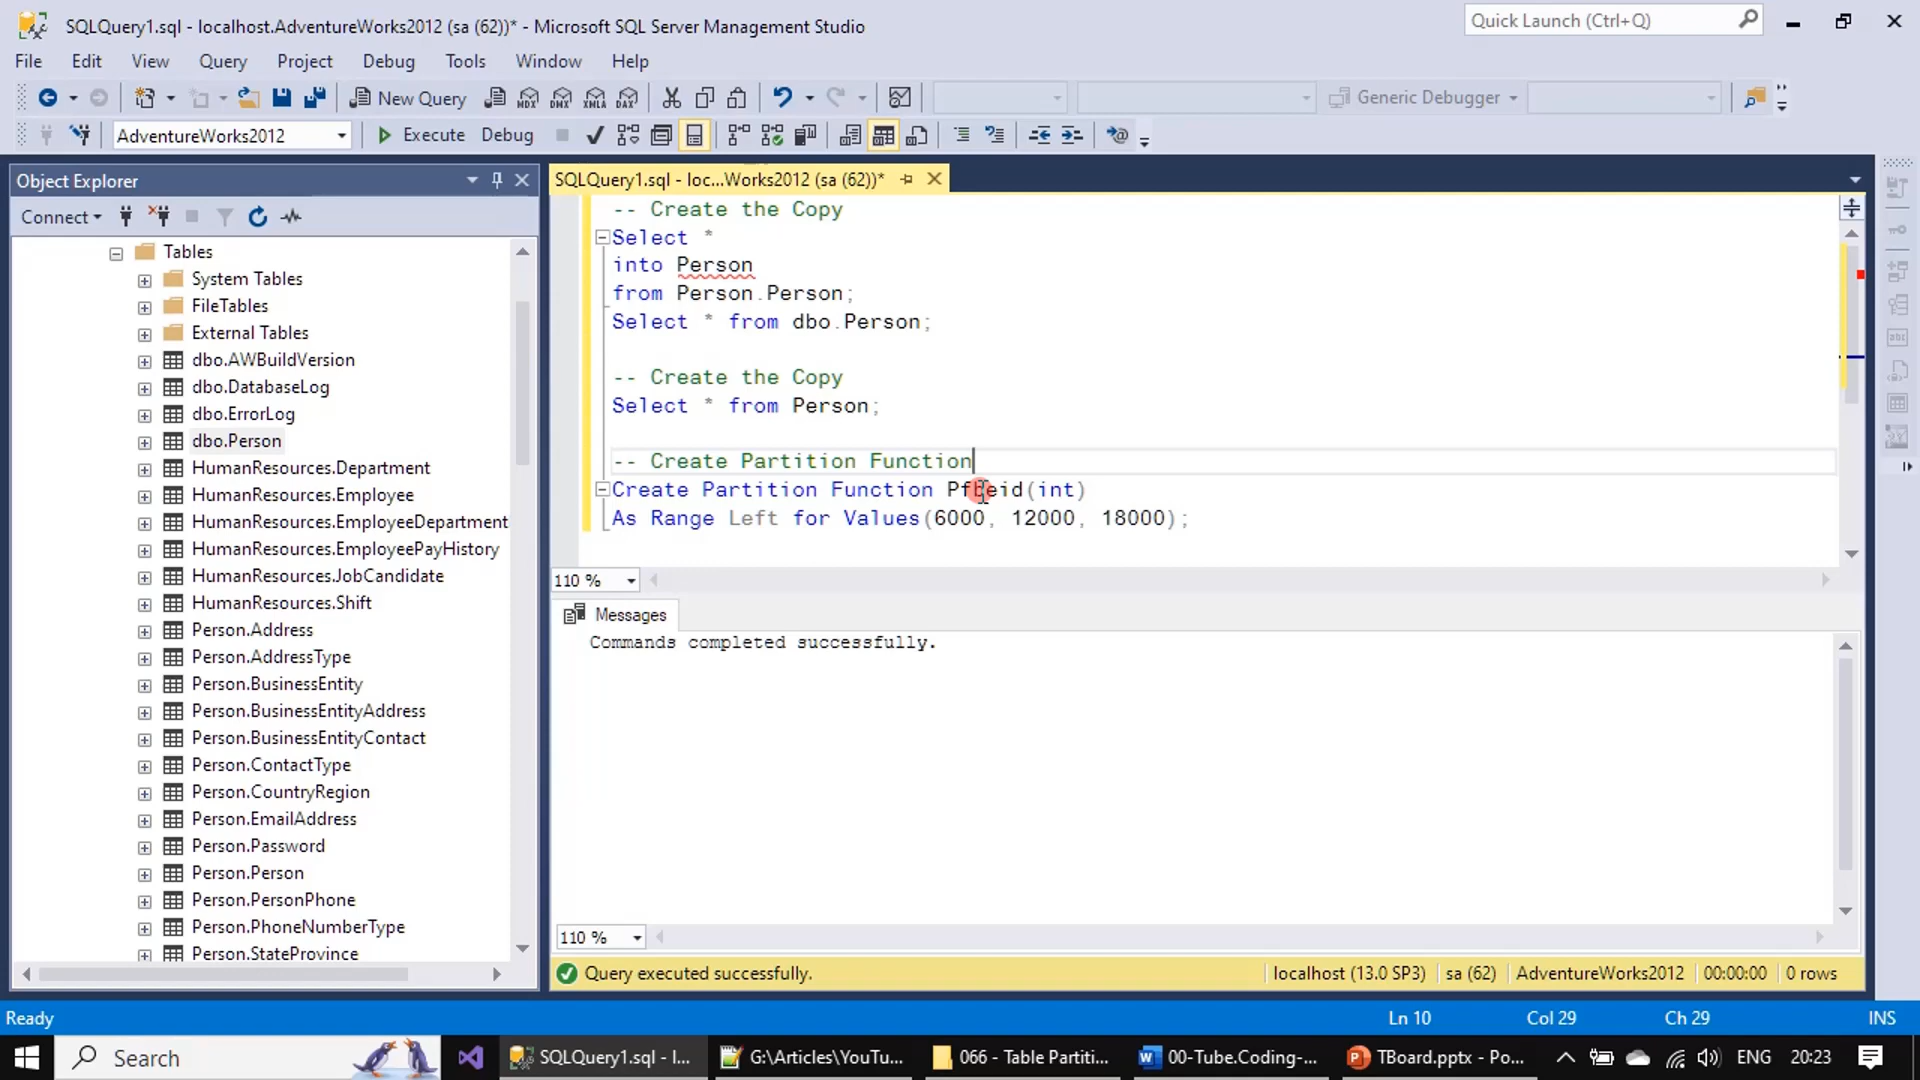 SQLQuery1.sql - localhost.AdventureWorks2012 (sa (62))* - Microsoft SQL Server Management Studio
Quick Launch (Ctrl+Q)
File Edit View Query Project Debug Tools Window Help
New Query
MDX DMX XMLA DAX
Generic Debugger
AdventureWorks2012
Execute Debug
Object Explorer
Connect
Tables
System Tables
FileTables
External Tables
dbo.AWBuildVersion
dbo.DatabaseLog
dbo.ErrorLog
dbo.Person
HumanResources.Department
HumanResources.Employee
HumanResources.EmployeeDepartment
HumanResources.EmployeePayHistory
HumanResources.JobCandidate
HumanResources.Shift
Person.Address
Person.AddressType
Person.BusinessEntity
Person.BusinessEntityAddress
Person.BusinessEntityContact
Person.ContactType
Person.CountryRegion
Person.EmailAddress
Person.Password
Person.Person
Person.PersonPhone
Person.PhoneNumberType
Person.StateProvince
SQLQuery1.sql - loc...Works2012 (sa (62))*
-- Create the Copy
Select *
into Person
from Person.Person;
Select * from dbo.Person;
-- Create the Copy
Select * from Person;
-- Create Partition Function
Create Partition Function Pfbeid(int)
As Range Left for Values(6000, 12000, 18000);
110 %
Messages
Commands completed successfully.
110 %
Query executed successfully.
localhost (13.0 SP3) sa (62) AdventureWorks2012 00:00:00 0 rows
Ready
Ln 10 Col 29 Ch 29 INS
Search
SQLQuery1.sql - l...
G:\Articles\YouTu...
066 - Table Partiti...
00-Tube.Coding-...
TBoard.pptx - Po...
ENG 20:23